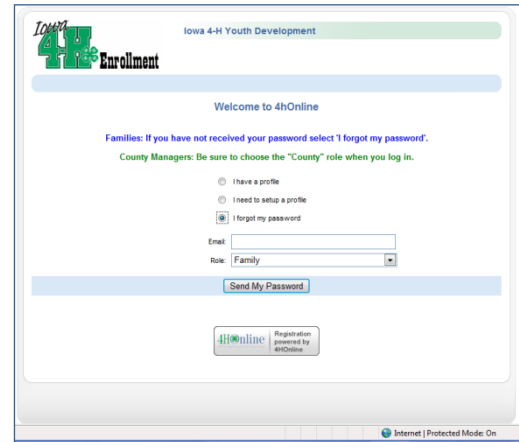 Iowa
4-H Enrollment
Iowa 4-H Youth Development
Welcome to 4hOnline
Families: If you have not received your password select 'I forgot my password'.
County Managers: Be sure to choose the "County" role when you log in.
I have a profile
I need to setup a profile
I forgot my password
Email:
Role: Family
Send My Password
4HOnline
Registration
powered by
4HOnline
Internet | Protected Mode: On